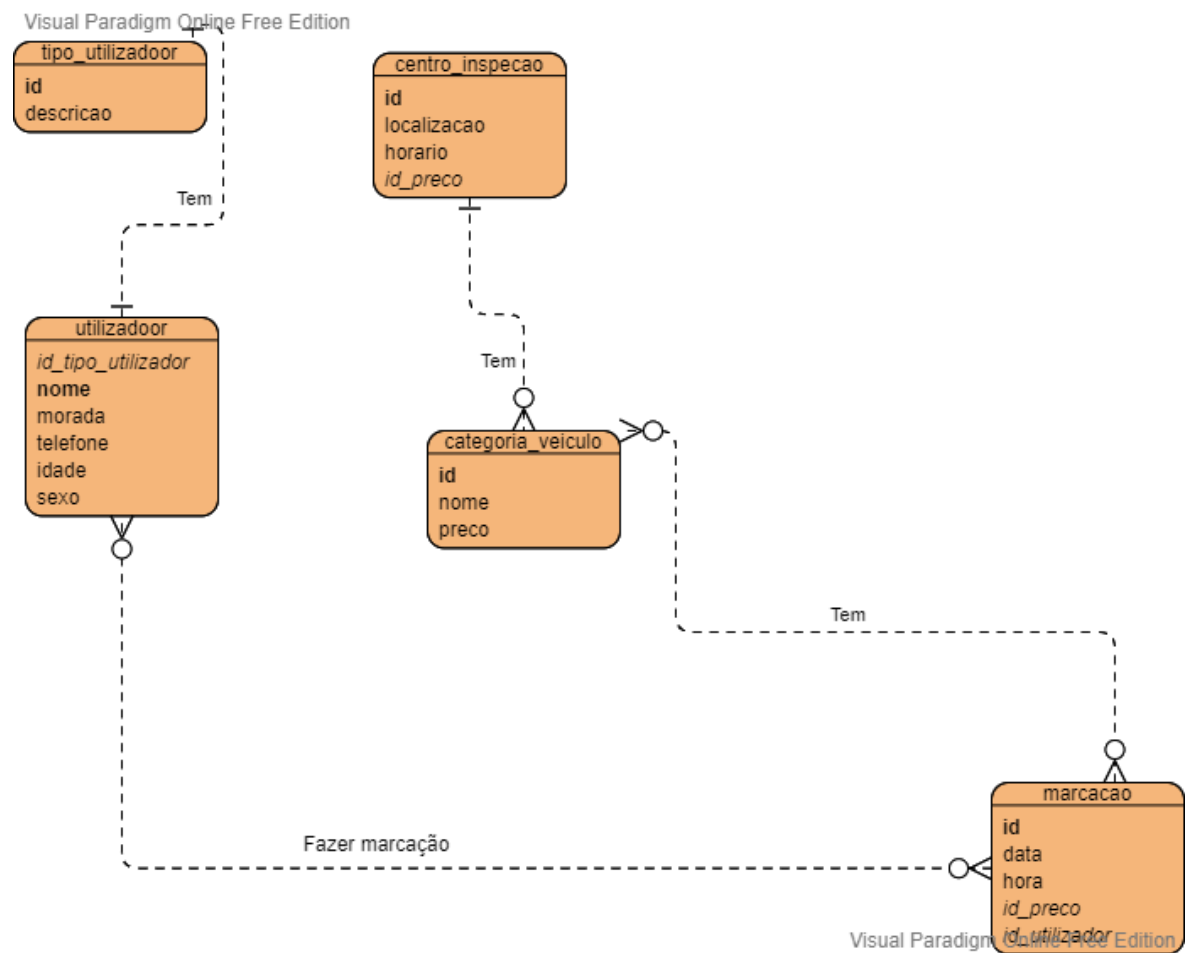 Visual Paradigm Online Free Edition
tipo_utilizadoor
id
descricao
centro_inspecao
id
localizacao
horario
id_preco
Tem
utilizadoor
id_tipo_utilizador
nome
morada
telefone
idade
sexo
Tem
categoria_veiculo
id
nome
preco
Tem
Fazer marcação
marcacao
id
data
hora
id_preco
id_utilizador
Visual Paradigm Online Free Edition